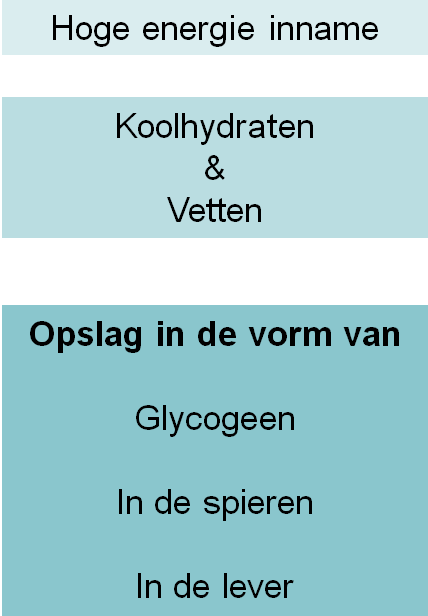 Hoge energie inname
Koolhydraten
&
Vetten
Opslag in de vorm van
Glycogeen
In de spieren
In de lever